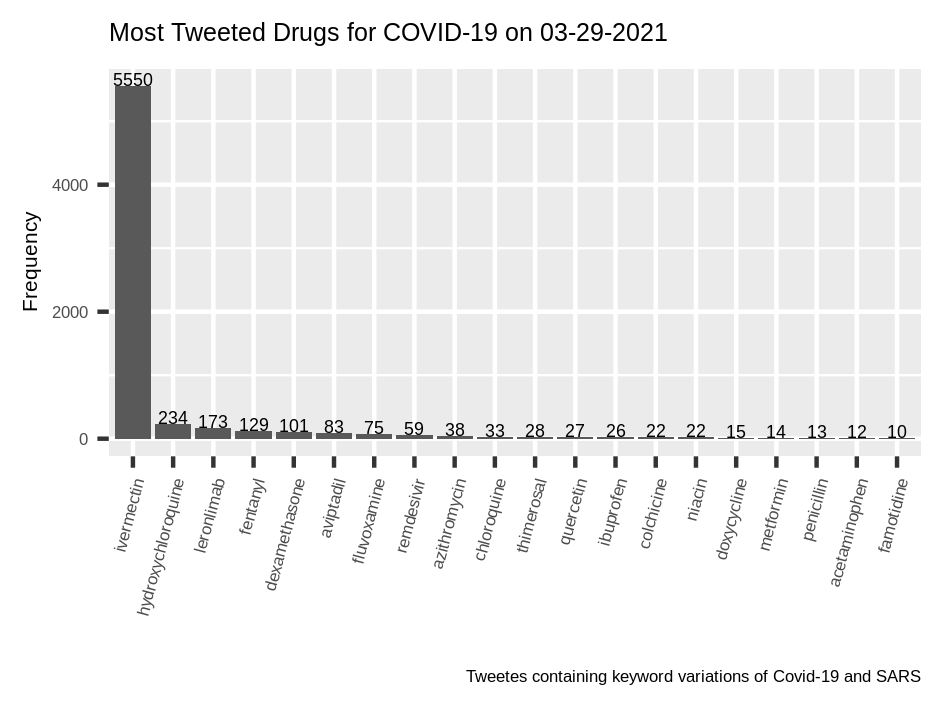 Most Tweeted Drugs for COVID-19 on 03-29-2021
Frequency
5550
4000
2000
0
234 173 129 101 83 75 59 38 33 28 27 26 22 22 15 14 13 12 10
ivermectin
hydroxychloroquine
leronlimab
fentanyl
dexamethasone
aviptadil
fluvoxamine
remdesivir
azithromycin
chloroquine
thimerosal
quercetin
ibuprofen
colchicine
niacin
doxycycline
metformin
penicillin
acetaminophen
famotidine
Tweetes containing keyword variations of Covid-19 and SARS